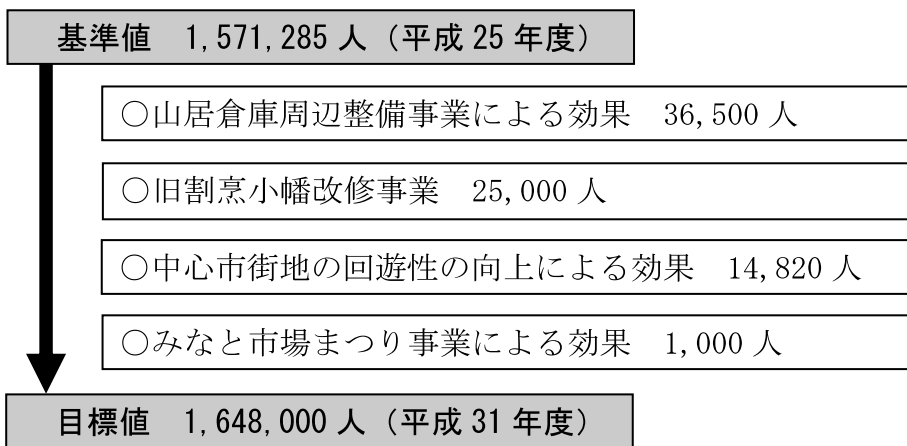 基準値　1,571,285 人（平成 25 年度）
○山居倉庫周辺整備事業による効果　36,500 人
○旧割烹小幡改修事業　25,000 人
○中心市街地の回遊性の向上による効果　14,820 人
○みなと市場まつり事業による効果　1,000 人
目標値　1,648,000 人（平成 31 年度）